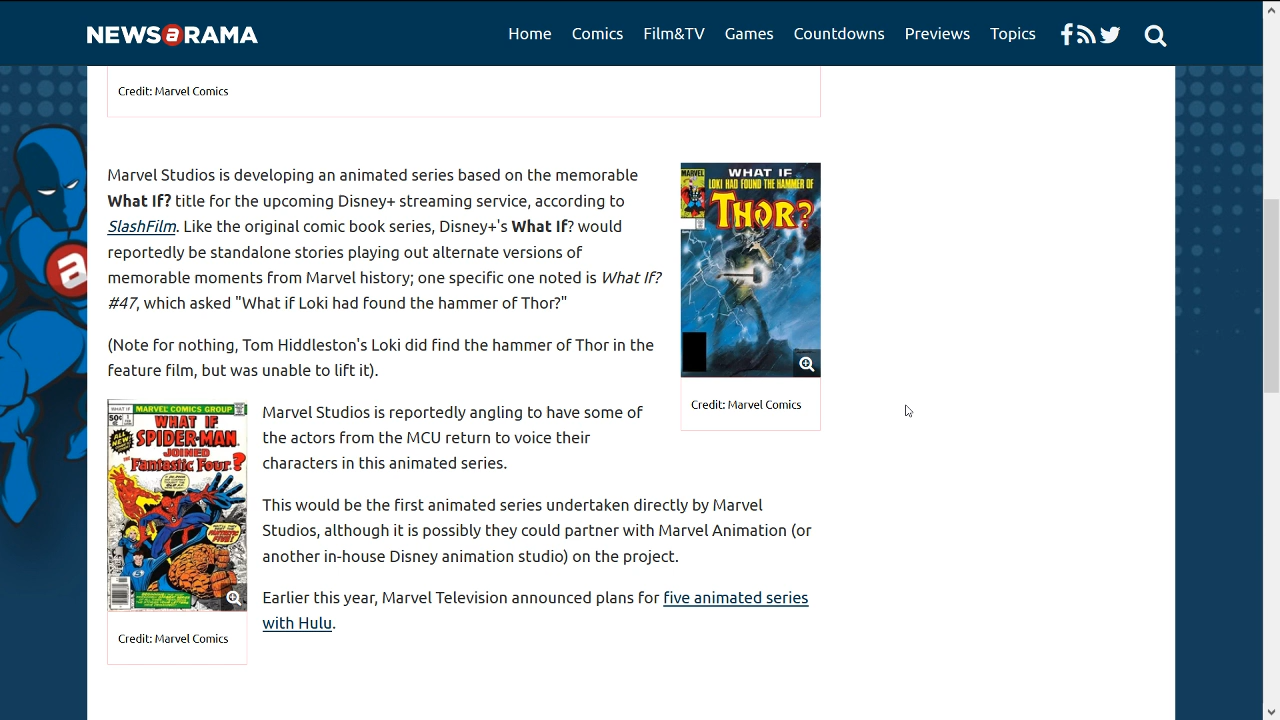 NEWSaRAMA
Home Comics Film&TV Games Countdowns Previews Topics
Credit: Marvel Comics
Marvel Studios is developing an animated series based on the memorable
What If? title for the upcoming Disney+ streaming service, according to
SlashFilm. Like the original comic book series, Disney+'s What If? would
reportedly be standalone stories playing out alternate versions of
memorable moments from Marvel history; one specific one noted is What If?
#47, which asked "What if Loki had found the hammer of Thor?"
(Note for nothing, Tom Hiddleston's Loki did find the hammer of Thor in the
feature film, but was unable to lift it).
MARVEL
WHAT IF
LOKI HAD FOUND THE HAMMER OF
THOR?
Credit: Marvel Comics
WHAT IF
MARVEL COMICS GROUP
50¢
ALL NEW
WHAT IF
SPIDER-MAN
JOINED
THE
Fantastic Four?
Credit: Marvel Comics
Marvel Studios is reportedly angling to have some of
the actors from the MCU return to voice their
characters in this animated series.
This would be the first animated series undertaken directly by Marvel
Studios, although it is possibly they could partner with Marvel Animation (or
another in-house Disney animation studio) on the project.
Earlier this year, Marvel Television announced plans for five animated series
with Hulu.